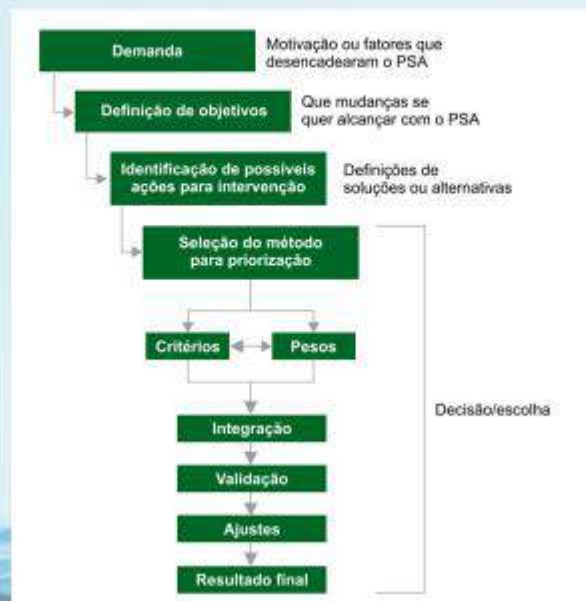 Demanda
Motivação ou fatores que
desencadearam o PSA
Definição de objetivos
Que mudanças se
quer alcançar com o PSA
Identificação de possíveis
ações para intervenção
Definições de
soluções ou alternativas
Seleção do método
para priorização
Critérios
Pesos
Decisão/escolha
Integração
Validação
Ajustes
Resultado final